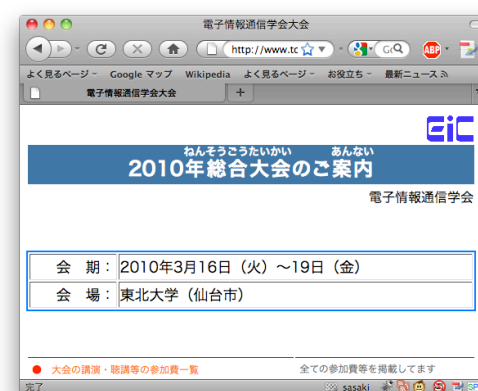 電子情報通信学会大会
http://www.tc
よく見るページ Google マップ Wikipedia よく見るページ お役立ち 最新ニュース
電子情報通信学会大会
EiC
ねんそうごうたいかい あんない
2010年総合大会のご案内
電子情報通信学会
会 期： 2010年3月16日（火）～19日（金）
会 場： 東北大学（仙台市）
大会の講演・聴講等の参加費一覧 全ての参加費等を掲載してます
完了 sasaki